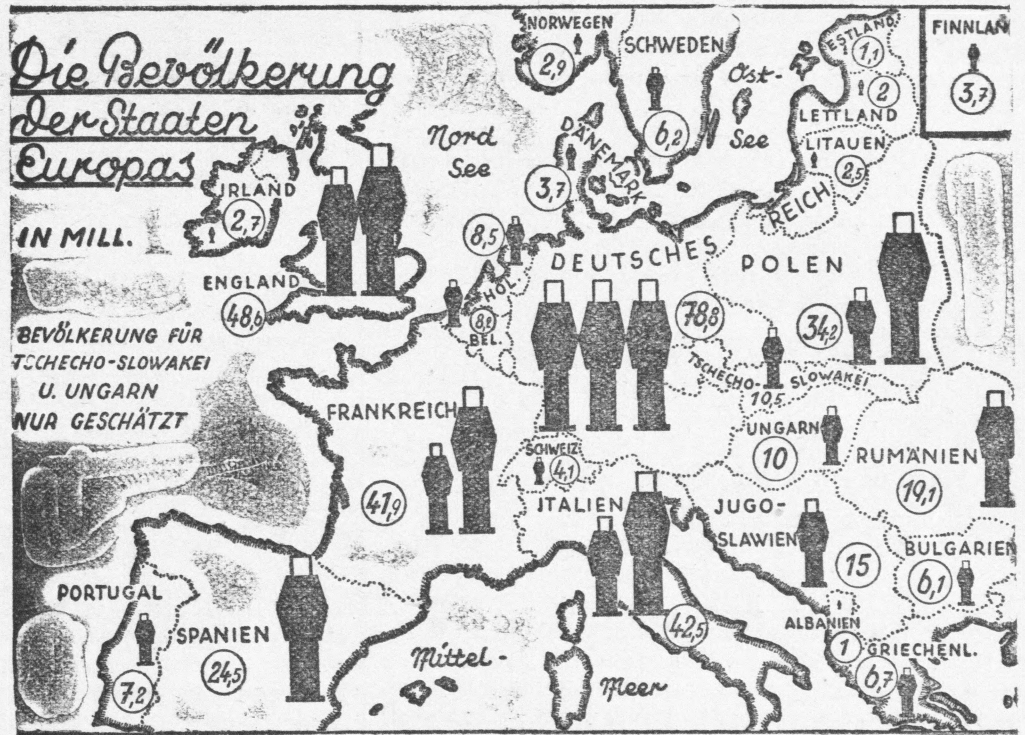 Die Bevölkerung
der Staaten
Europas
IN MILL.
BEVÖLKERUNG FÜR
TSCHECHO-SLOWAKEI
U. UNGARN
NUR GESCHÄTZT
NORWEGEN
2,9
SCHWEDEN
6,2
Ost-
See
ESTLAND
1,1
2
LETTLAND
LITAUEN
2,5
FINNLAN
3,7
Nord
See
DÄNEMARK
3,7
IRLAND
2,7
ENGLAND
48,6
8,5
HOLL.
8,2
BEL.
DEUTSCHES
REICH
78,8
POLEN
34,2
TSCHECHO-
SLOWAKEI
10,5
FRANKREICH
41,9
SCHWEIZ
4,1
UNGARN
10
RUMÄNIEN
19,1
ITALIEN
42,5
JUGO-
SLAWIEN
15
BULGARIEN
6,1
ALBANIEN
1
GRIECHENL.
6,7
PORTUGAL
7,2
SPANIEN
24,5
Mittel-
Meer